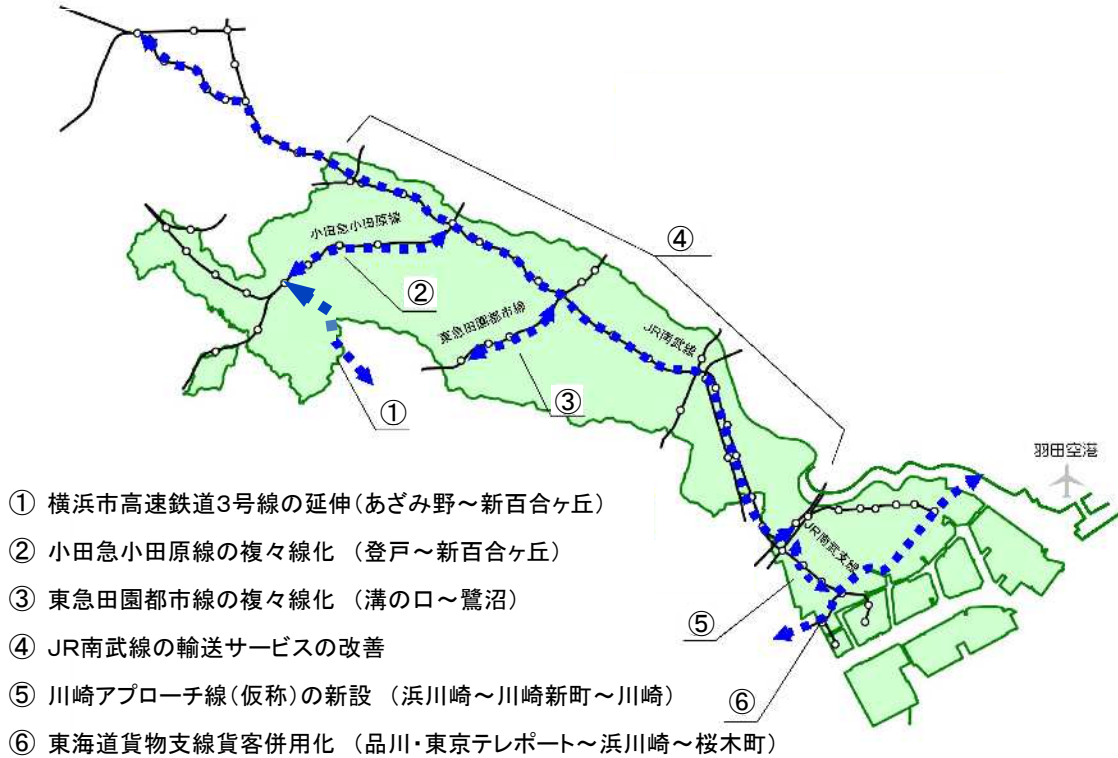 小田急小田原線
④
②
東急田園都市線
JR南武線
③
①
羽田空港
JR南武支線
⑤
⑥
① 横浜市高速鉄道3号線の延伸(あざみ野~新百合ヶ丘)
② 小田急小田原線の複々線化 (登戸~新百合ヶ丘)
③ 東急田園都市線の複々線化 (溝の口~鷺沼)
④ JR南武線の輸送サービスの改善
⑤ 川崎アプローチ線(仮称)の新設 (浜川崎~川崎新町~川崎)
⑥ 東海道貨物支線貨客併用化 (品川・東京テレポート~浜川崎~桜木町)